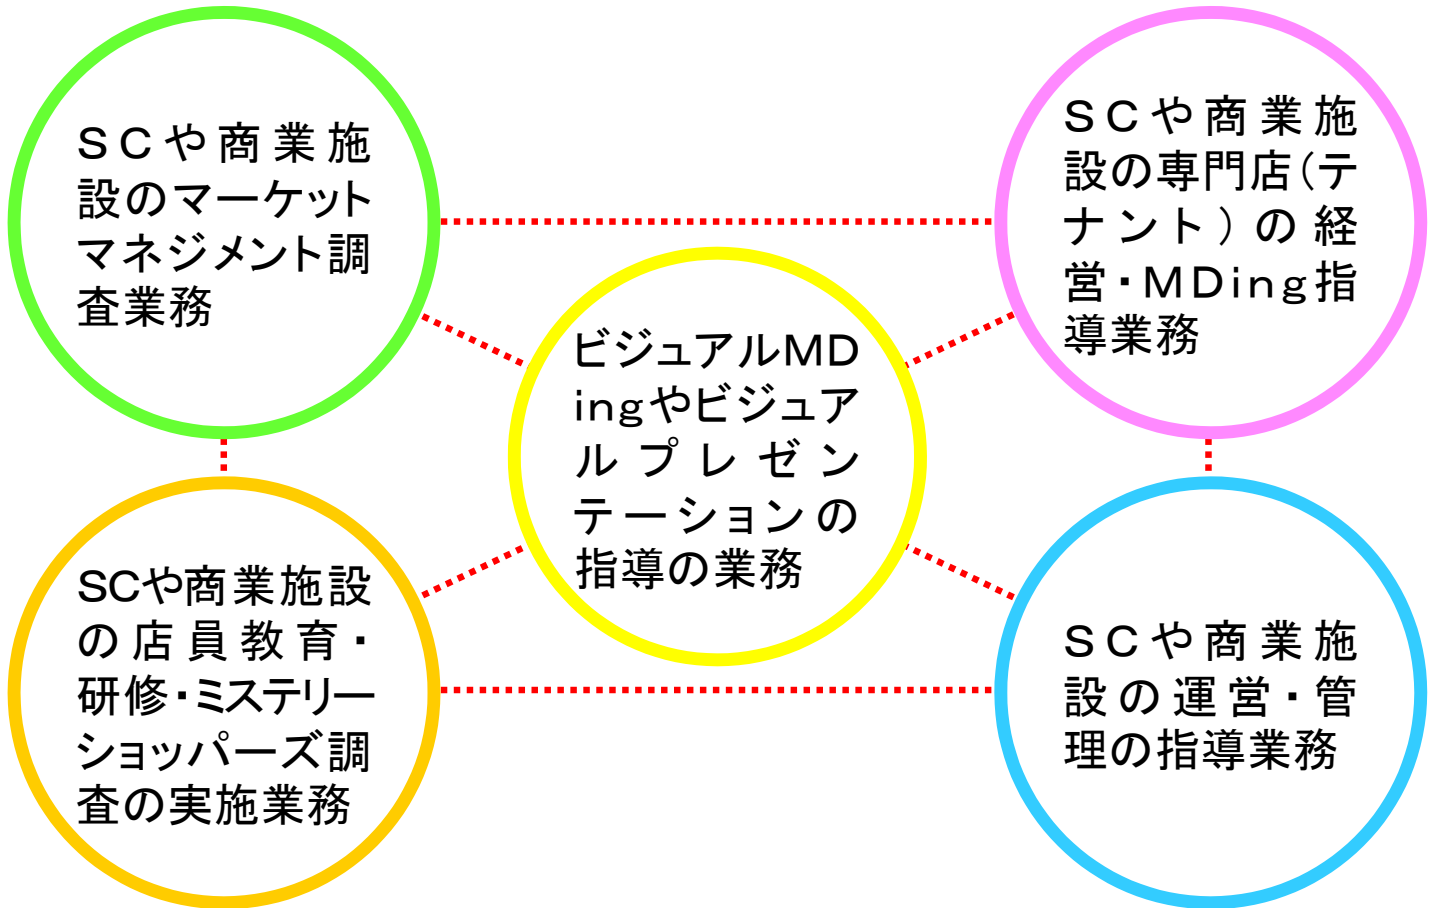 ＳＣや商業施
設のマーケット
マネジメント調
査業務
ＳＣや商業施
設の専門店（テ
ナント）の経
営・ＭＤｉｎｇ指
導業務
ビジュアルＭＤ
ｉｎｇやビジュア
ルプレゼン
テーションの
指導の業務
ＳＣや商業施設
の店員教育・
研修・ミステリー
ショッパーズ調
査の実施業務
ＳＣや商業施
設の運営・管
理の指導業務